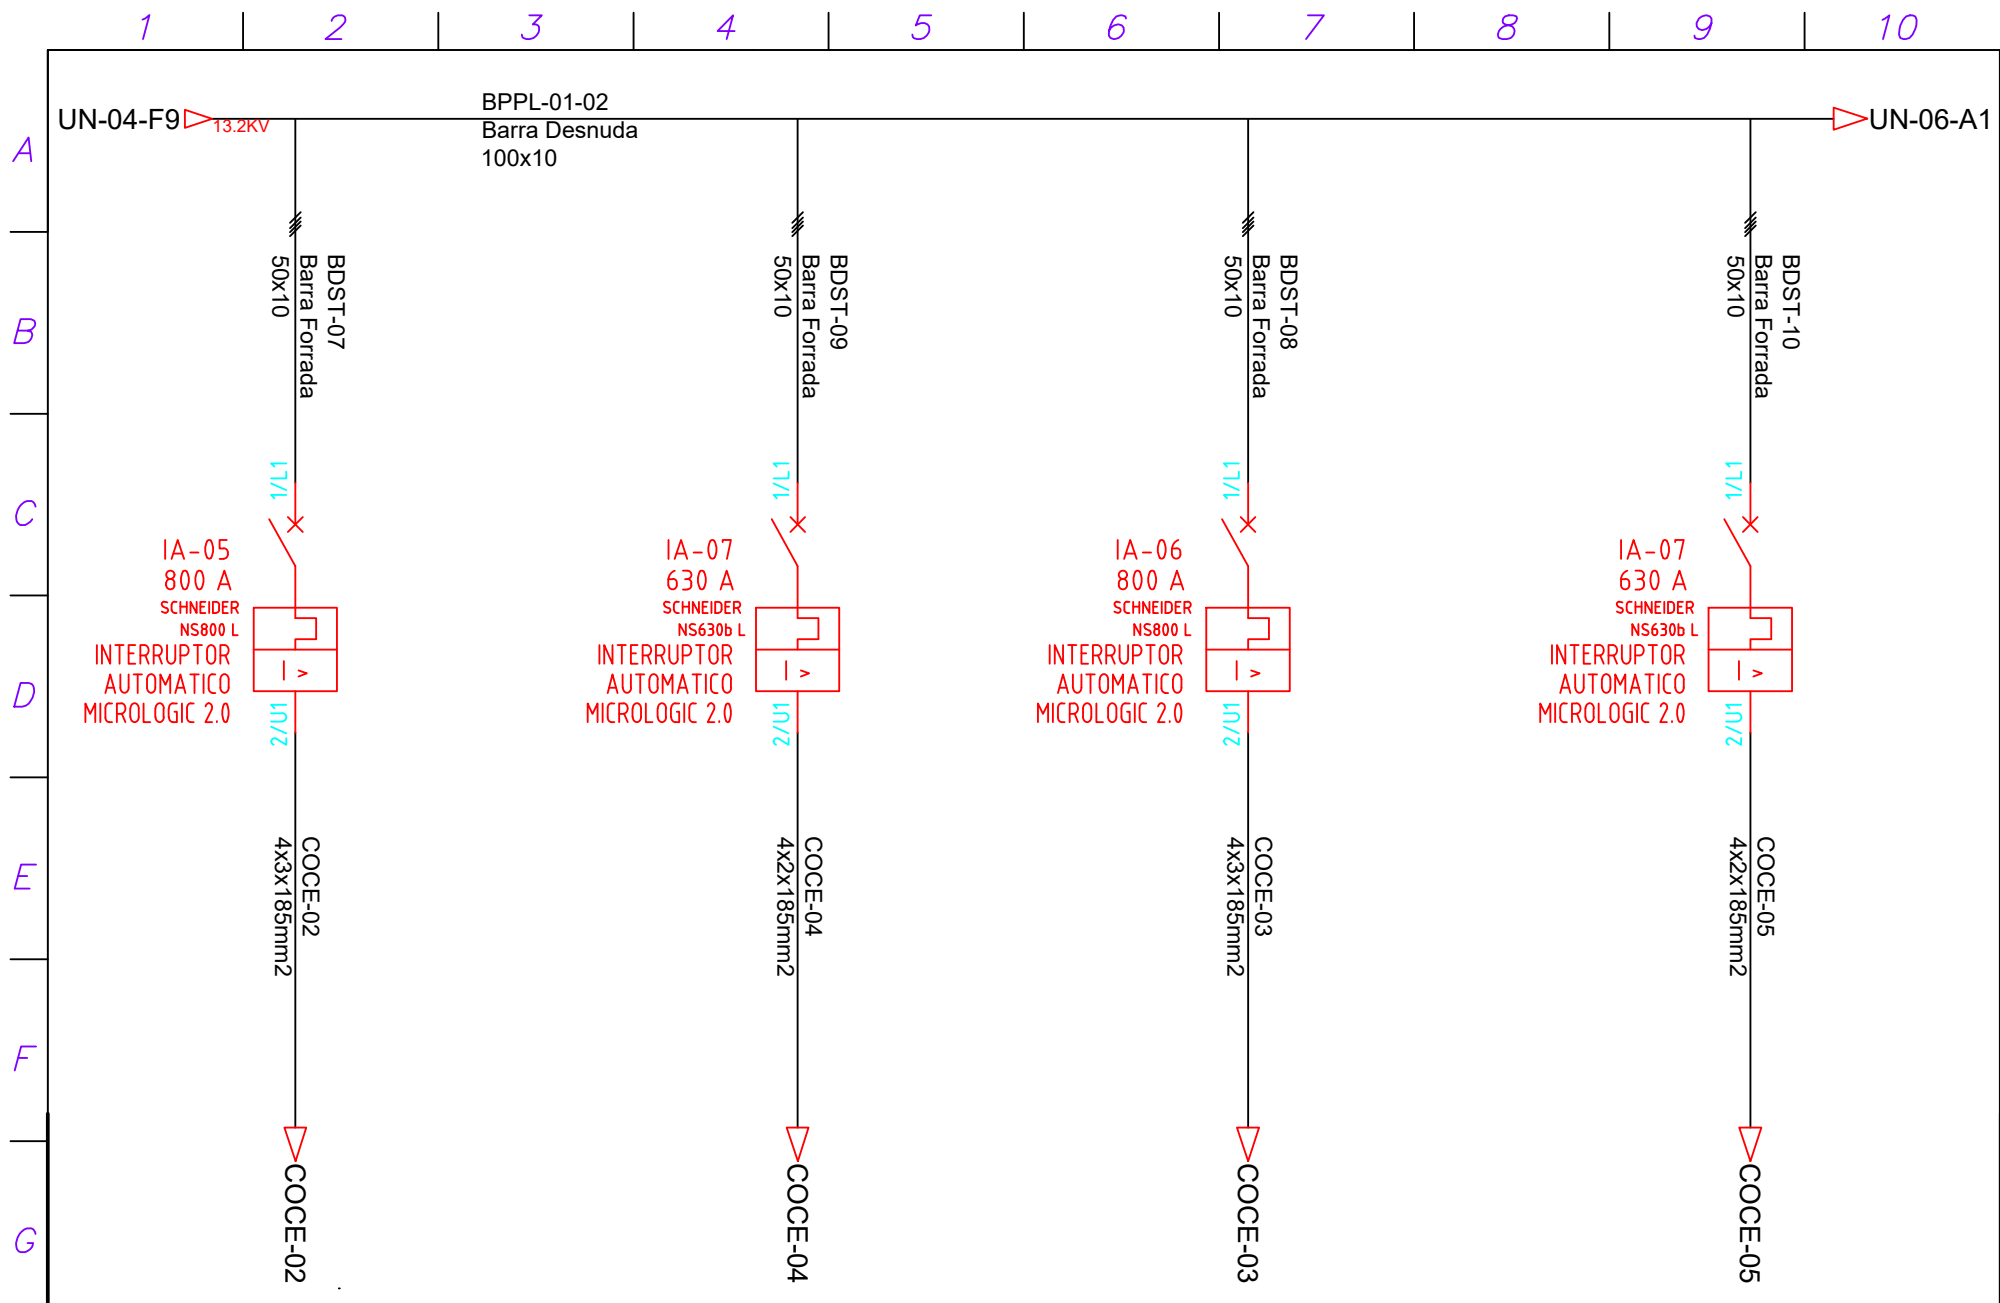 1 2 3 4 5 6 7 8 9 10
A
B
C
D
E
F
G
UN-04-F9
13.2KV
BPPL-01-02
Barra Desnuda
100x10
UN-06-A1
BDST-07
Barra Forrada
50x10
1/L1
IA-05
800 A
SCHNEIDER
NS800 L
INTERRUPTOR
AUTOMATICO
MICROLOGIC 2.0
I >
2/U1
COCE-02
4x3x185mm2
COCE-02
BDST-09
Barra Forrada
50x10
1/L1
IA-07
630 A
SCHNEIDER
NS630b L
INTERRUPTOR
AUTOMATICO
MICROLOGIC 2.0
I >
2/U1
COCE-04
4x2x185mm2
COCE-04
BDST-08
Barra Forrada
50x10
1/L1
IA-06
800 A
SCHNEIDER
NS800 L
INTERRUPTOR
AUTOMATICO
MICROLOGIC 2.0
I >
2/U1
COCE-03
4x3x185mm2
COCE-03
BDST-10
Barra Forrada
50x10
1/L1
IA-07
630 A
SCHNEIDER
NS630b L
INTERRUPTOR
AUTOMATICO
MICROLOGIC 2.0
I >
2/U1
COCE-05
4x2x185mm2
COCE-05